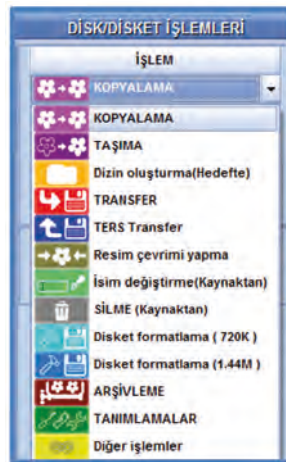 DİSK/DİSKET İŞLEMLERİ
İŞLEM
KOPYALAMA
KOPYALAMA
TAŞIMA
Dizin oluşturma(Hedefte)
TRANSFER
TERS Transfer
Resim çevrimi yapma
İsim değiştirme(Kaynaktan)
SİLME (Kaynaktan)
Disket formatlama ( 720K )
Disket formatlama (1.44M )
ARŞİVLEME
TANIMLAMALAR
Diğer işlemler